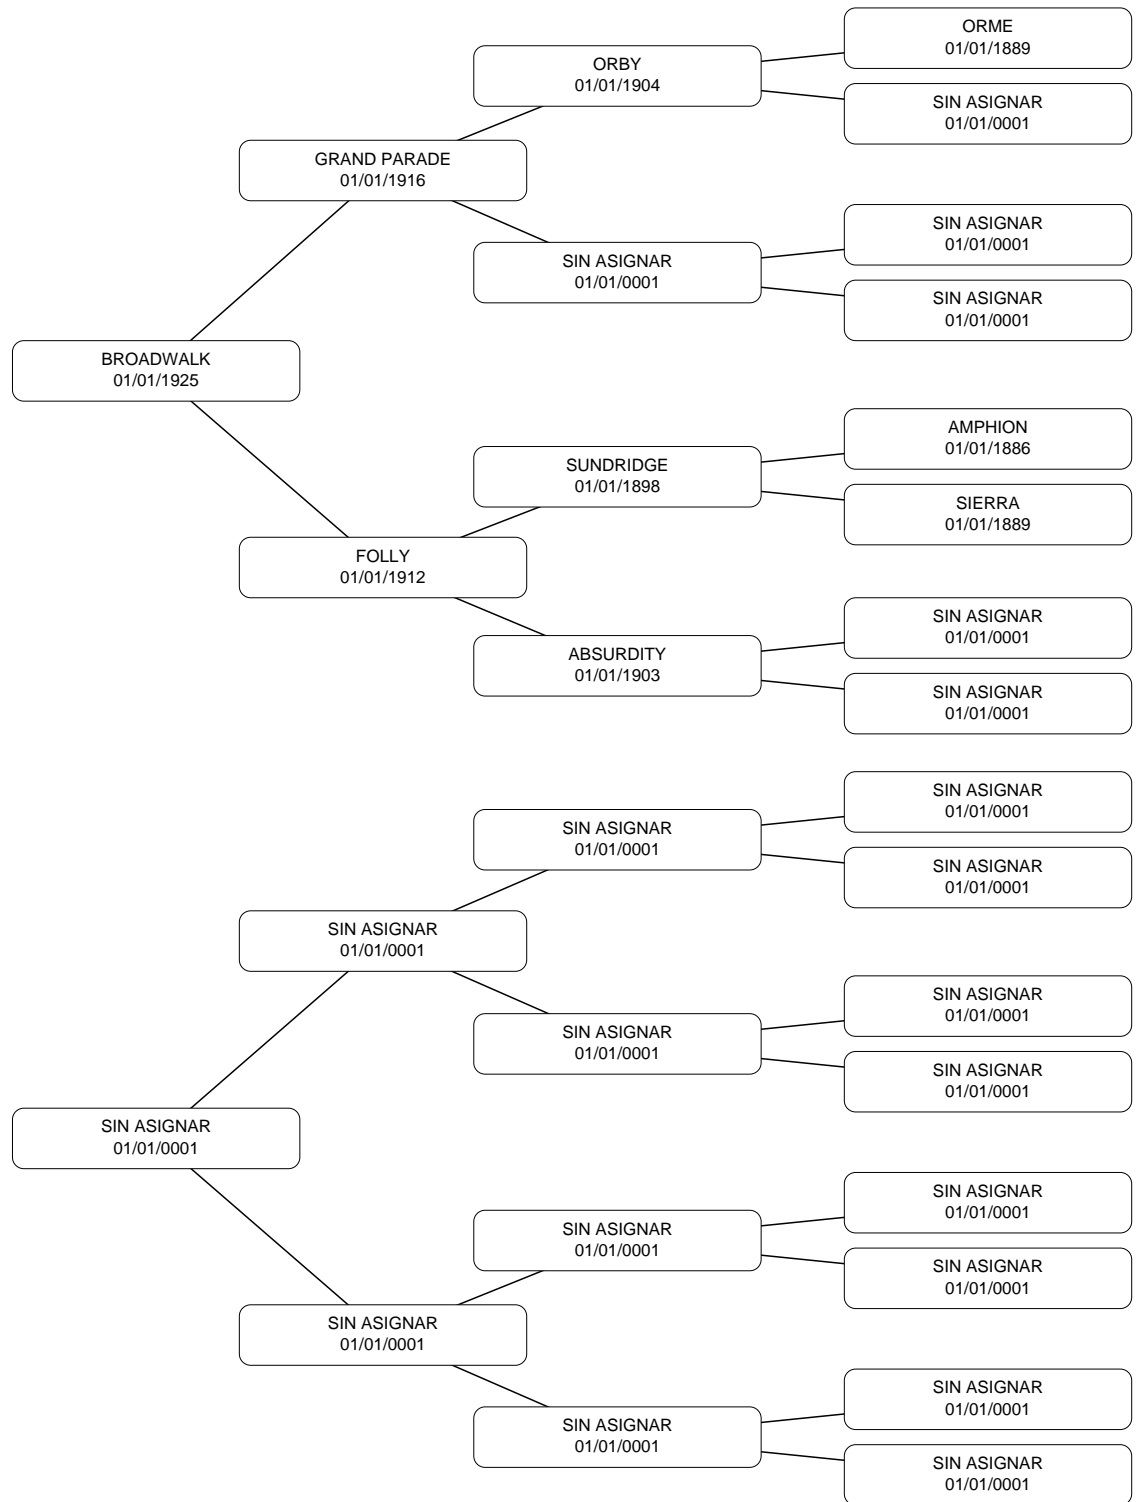 ORME
01/01/1889
ORBY
01/01/1904
SIN ASIGNAR
01/01/0001
GRAND PARADE
01/01/1916
SIN ASIGNAR
01/01/0001
SIN ASIGNAR
01/01/0001
SIN ASIGNAR
01/01/0001
BROADWALK
01/01/1925
AMPHION
01/01/1886
SUNDRIDGE
01/01/1898
SIERRA
01/01/1889
FOLLY
01/01/1912
SIN ASIGNAR
01/01/0001
ABSURDITY
01/01/1903
SIN ASIGNAR
01/01/0001
SIN ASIGNAR
01/01/0001
SIN ASIGNAR
01/01/0001
SIN ASIGNAR
01/01/0001
SIN ASIGNAR
01/01/0001
SIN ASIGNAR
01/01/0001
SIN ASIGNAR
01/01/0001
SIN ASIGNAR
01/01/0001
SIN ASIGNAR
01/01/0001
SIN ASIGNAR
01/01/0001
SIN ASIGNAR
01/01/0001
SIN ASIGNAR
01/01/0001
SIN ASIGNAR
01/01/0001
SIN ASIGNAR
01/01/0001
SIN ASIGNAR
01/01/0001
SIN ASIGNAR
01/01/0001